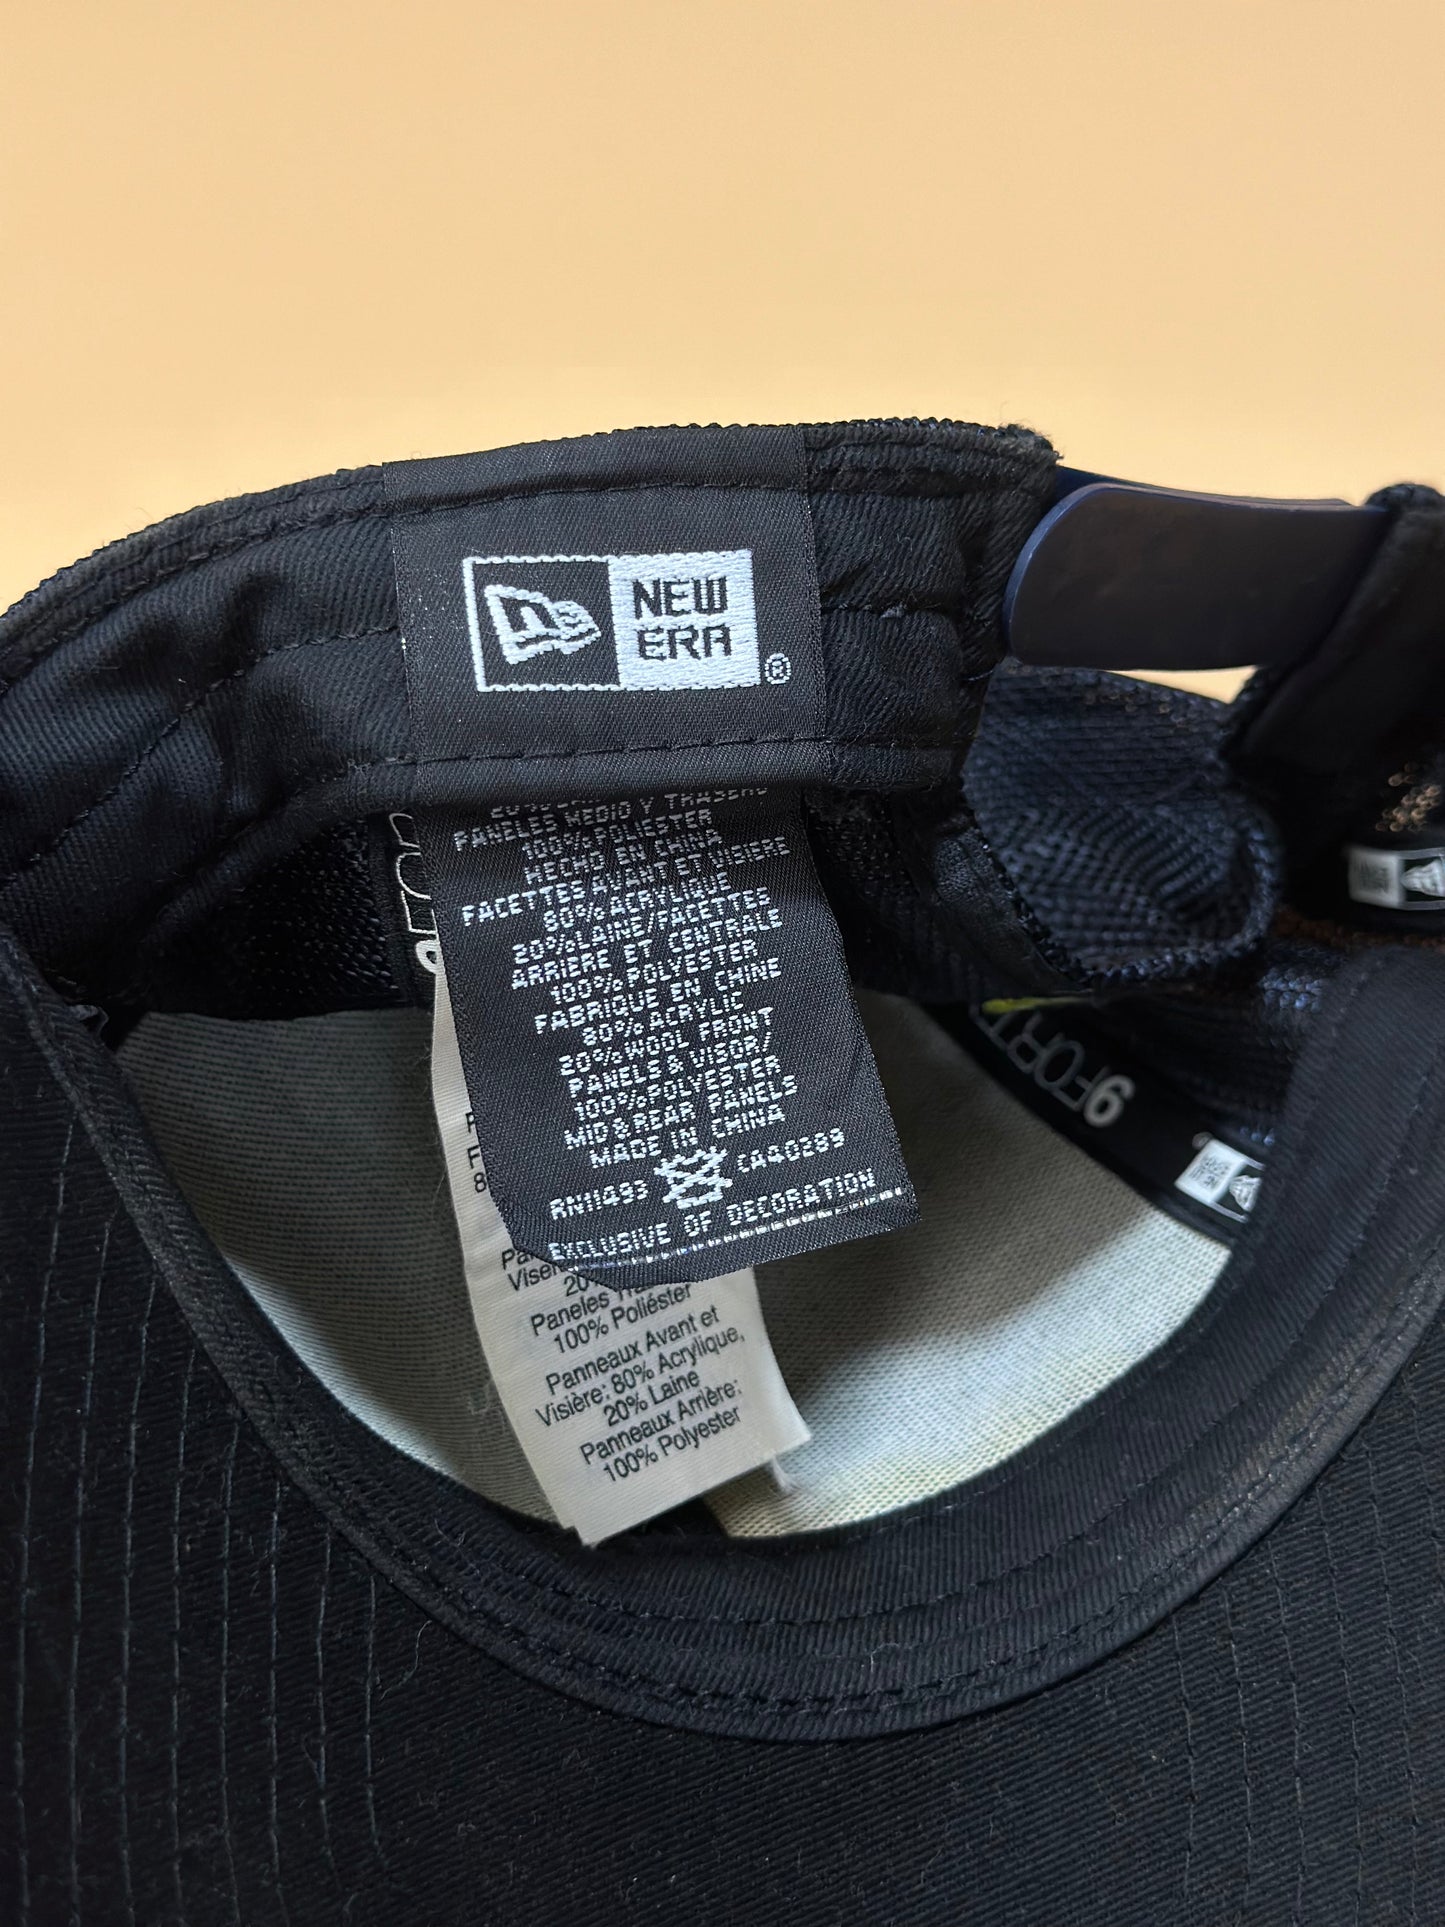 NEW
ERA
®
PANELES MEDIO Y TRASERO
100% POLIESTER
HECHO EN CHINA
FACETTES AVANT ET VISIERE
80% ACRYLIQUE
20% LAINE/FACETTES
ARRIÈRE ET CENTRALE
100% POLYESTER
FABRIQUE EN CHINE
80% ACRYLIC
20% WOOL FRONT
PANELS & VISOR
100% POLYESTER
MID & REAR PANELS
MADE IN CHINA
RN11493 CA40289
EXCLUSIVE OF DECORATION
100% Poliéster
Panneaux Avant et
Visière: 80% Acrylique,
20% Laine
Panneaux Arrière:
100% Polyester
9FORTY